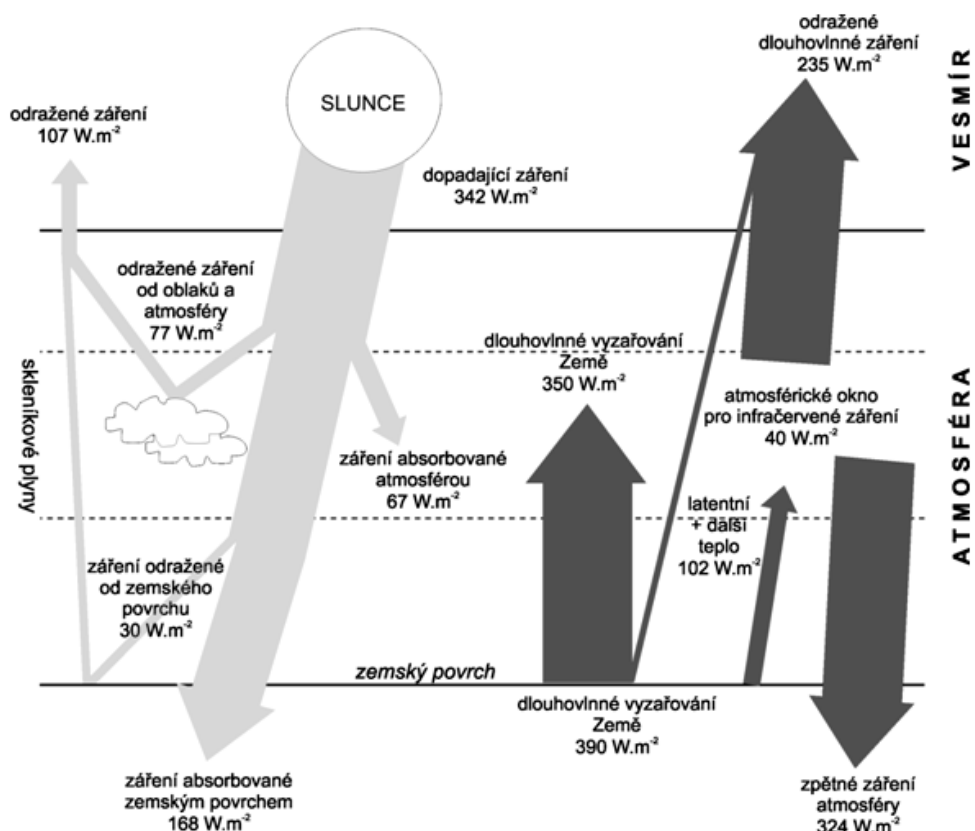 odražené
dlouhovlnné záření
235 W.m⁻²
VESMÍR
SLUNCE
odražené záření
107 W.m⁻²
dopadající záření
342 W.m⁻²
odražené záření
od oblaků a
atmosféry
77 W.m⁻²
dlouhovlnné vyzařování
Země
350 W.m⁻²
skleníkové plyny
atmosférické okno
pro infračervené záření
40 W.m⁻²
ATMOSFÉRA
záření absorbované
atmosférou
67 W.m⁻²
latentní
+ další
teplo
102 W.m⁻²
záření odražené
od zemského
povrchu
30 W.m⁻²
zemský povrch
dlouhovlnné vyzařování
Země
390 W.m⁻²
záření absorbované
zemským povrchem
168 W.m⁻²
zpětné záření
atmosféry
324 W.m⁻²